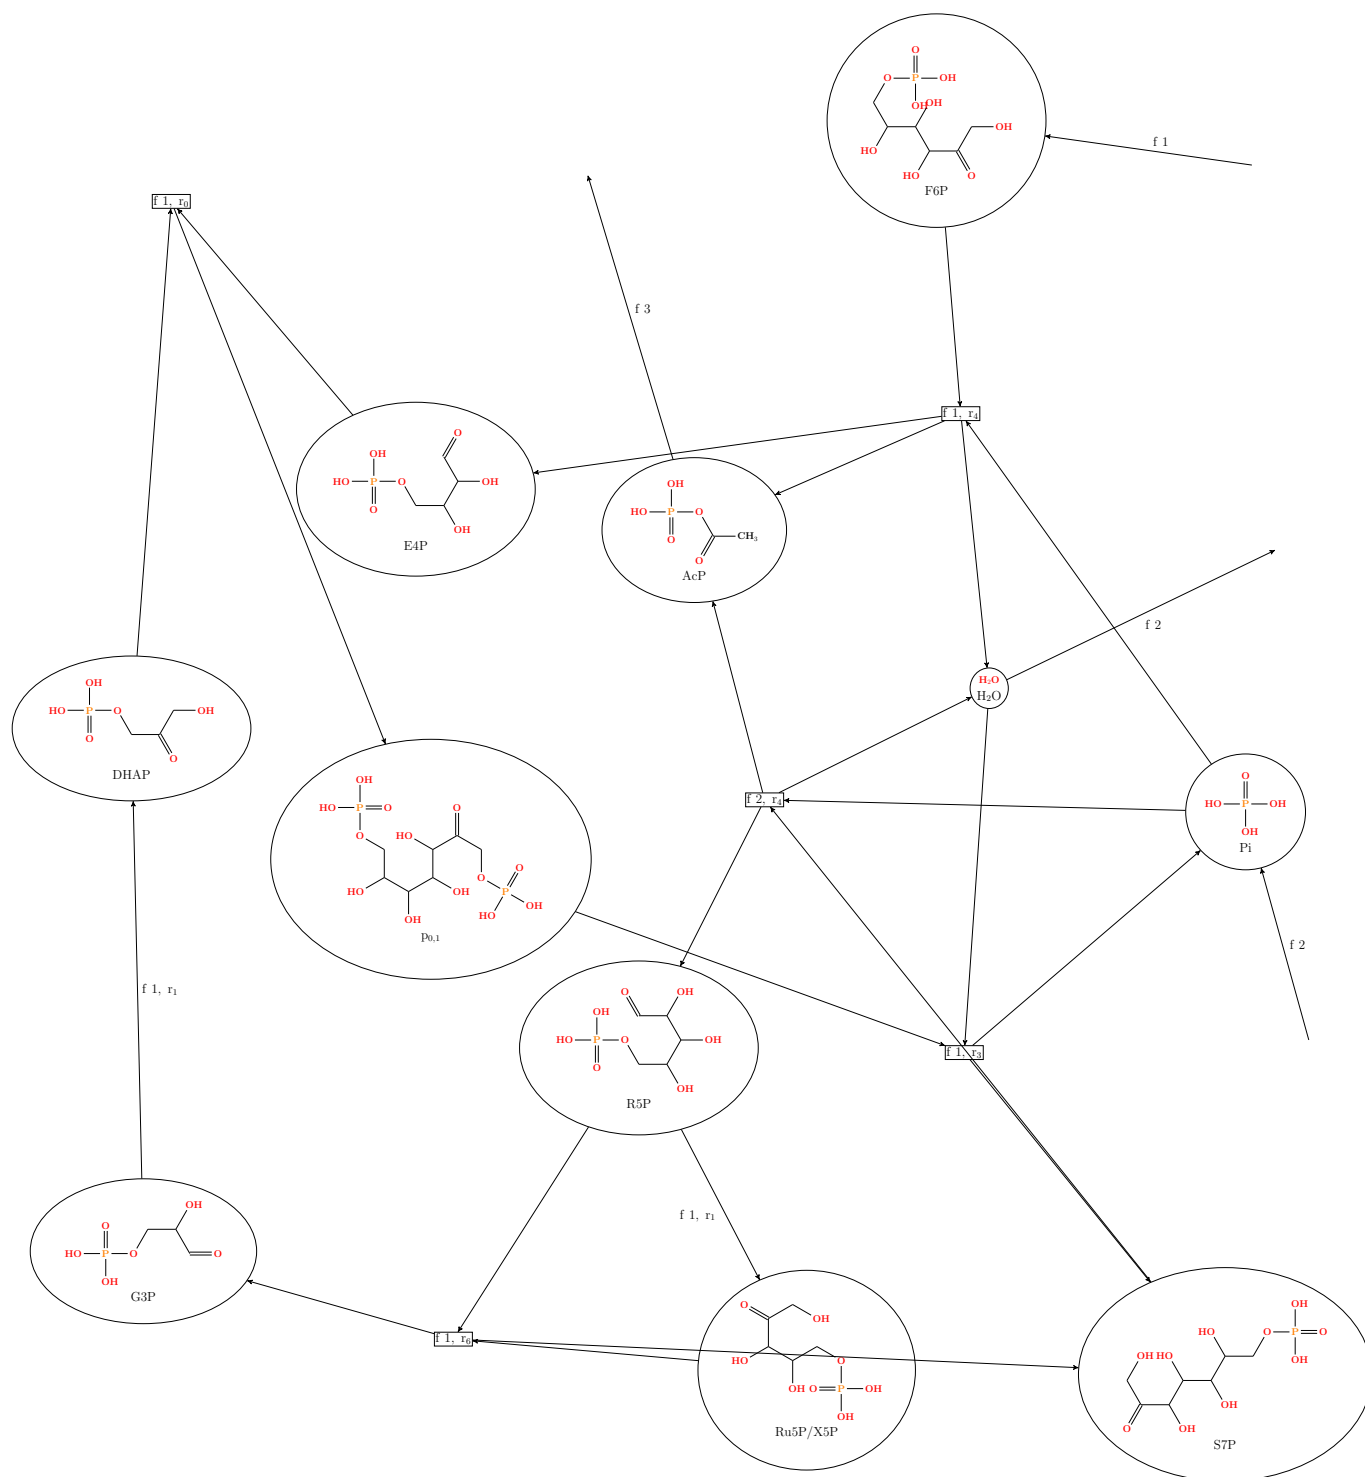 O
O P OH
OH OH
OH
HO
HO O
F6P
f 1
f 1, r₀
f 3
f 1, r₄
O
OH
HO P O OH
O
OH
E4P
OH
HO P O
O CH₃
O
AcP
f 2
H₂O
H₂O
OH
HO P O OH
O
O
DHAP
f 2, r₄
O
HO P OH
OH
Pi
OH
HO P O
O HO O
O
HO OH
OH
O P O
HO OH
p₀,₁
f 2
f 1, r₁
O OH
OH
HO P O OH
O
OH
R5P
f 1, r₃
OH
O
HO P O O
OH
G3P
f 1, r₁
f 1, r₆
O
OH
HO O
OH O P OH
OH
Ru5P/X5P
OH
HO O P O
OH HO OH
OH
O OH
S7P